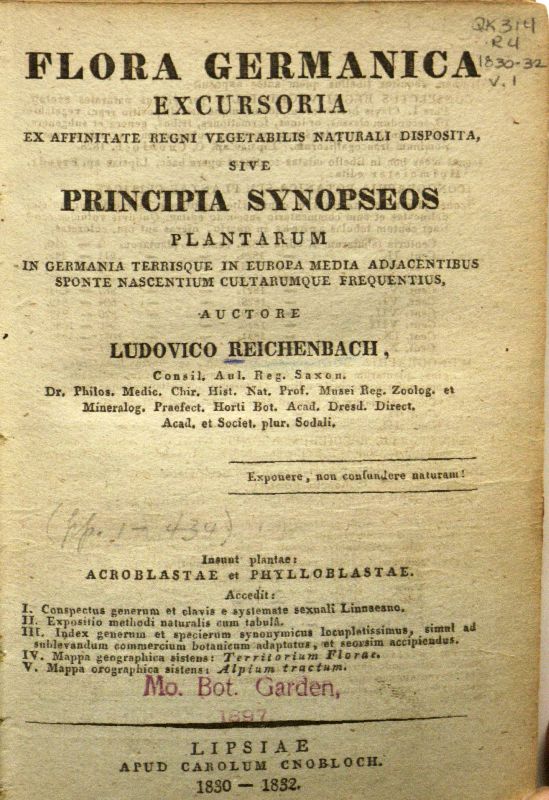 QK 314
R4
1830-32
V. 1
FLORA GERMANICA
EXCURSORIA
EX AFFINITATE REGNI VEGETABILIS NATURALI DISPOSITA,
SIVE
PRINCIPIA SYNOPSEOS
PLANTARUM
IN GERMANIA TERRISQUE IN EUROPA MEDIA ADJACENTIBUS
SPONTE NASCENTIUM CULTARUMQUE FREQUENTIUS,
AUCTORE
LUDOVICO REICHENBACH,
Consil. Aul. Reg. Saxon.
Dr. Philos. Medic. Chir. Hist. Nat. Prof. Musei Reg. Zoolog. et
Mineralog. Praefect. Horti Bot. Acad. Dresd. Direct.
Acad. et Societ. plur. Sodali.
Exponere, non confundere naturam!
(pp. 1-434)
Insunt plantae:
ACROBLASTAE et PHYLLOBLASTAE.
Accedit:
I. Conspectus generum et clavis e systemate sexuali Linnaeano.
II. Expositio methodi naturalis cum tabulâ.
III. Index generum et specierum synonymicus locupletissimus, simul ad
sublevandum commercium botanicum adaptatus, et seorsim accipiendus.
IV. Mappa geographica sistens: Territorium Florae.
V. Mappa orographica sistens: Alpium tractum.
Mo. Bot. Garden,
1897
LIPSIAE
APUD CAROLUM CNOBLOCH.
1830 — 1832.